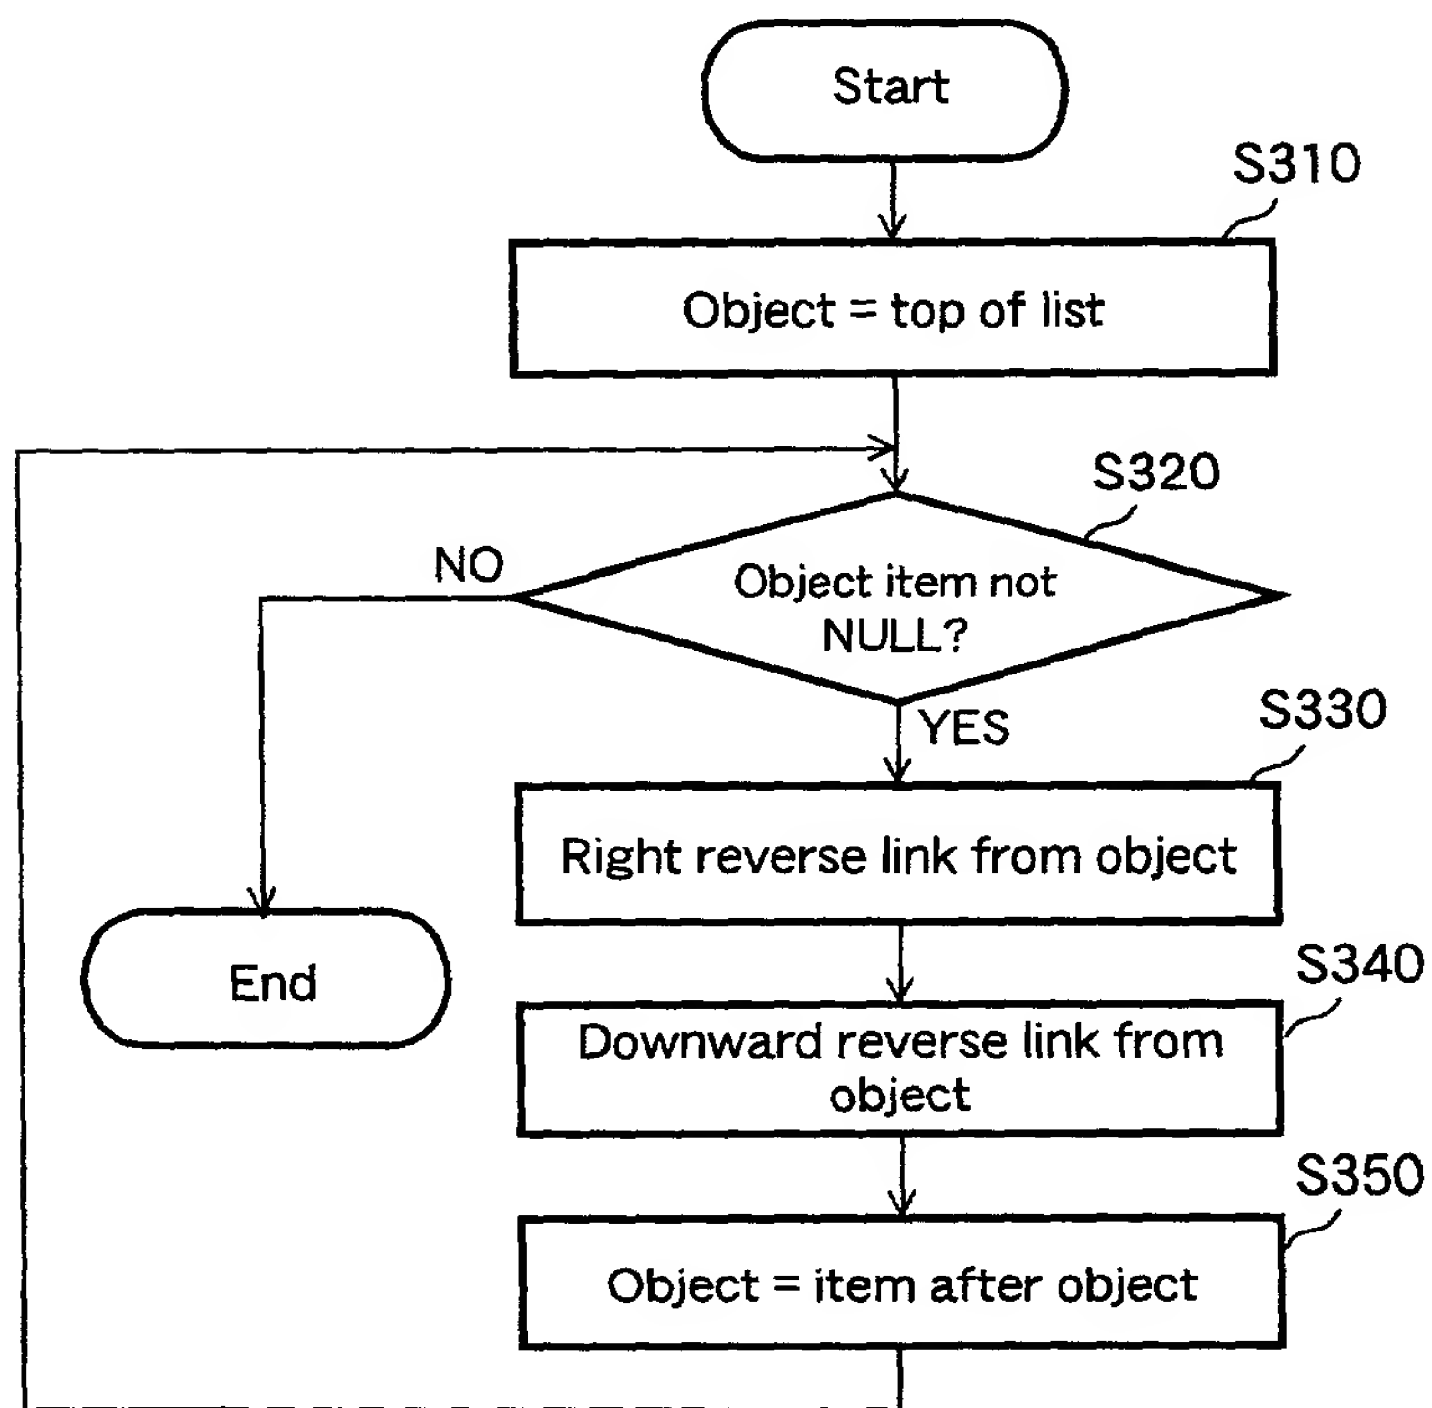 Start
S310
Object = top of list
S320
NO
Object item not
NULL?
YES
S330
Right reverse link from object
S340
Downward reverse link from
object
End
S350
Object = item after object